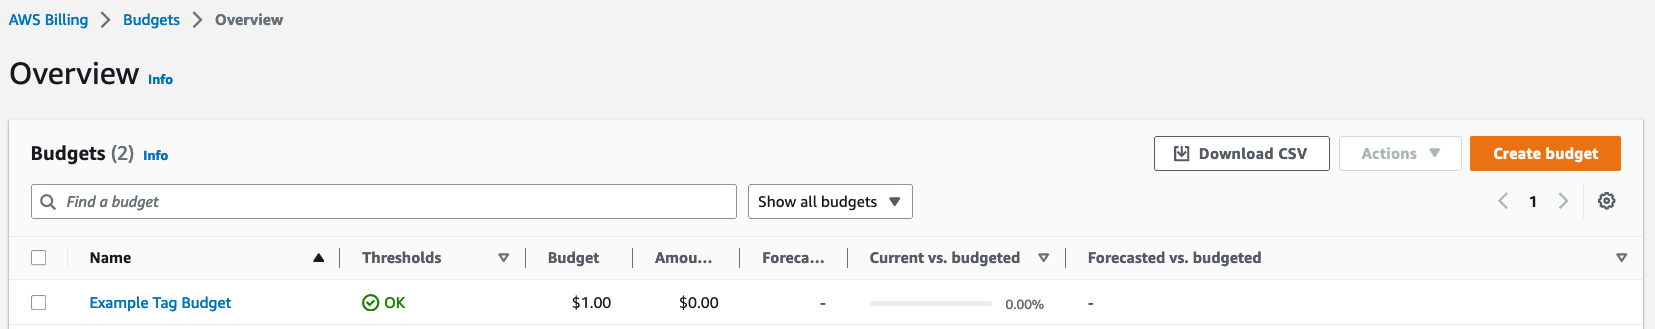 AWS Billing > Budgets > Overview
Overview Info
Budgets (2) Info Download CSV Actions Create budget
Find a budget Show all budgets 1
Name Thresholds Budget Amou... Foreca... Current vs. budgeted Forecasted vs. budgeted
Example Tag Budget OK $1.00 $0.00 - 0.00% -